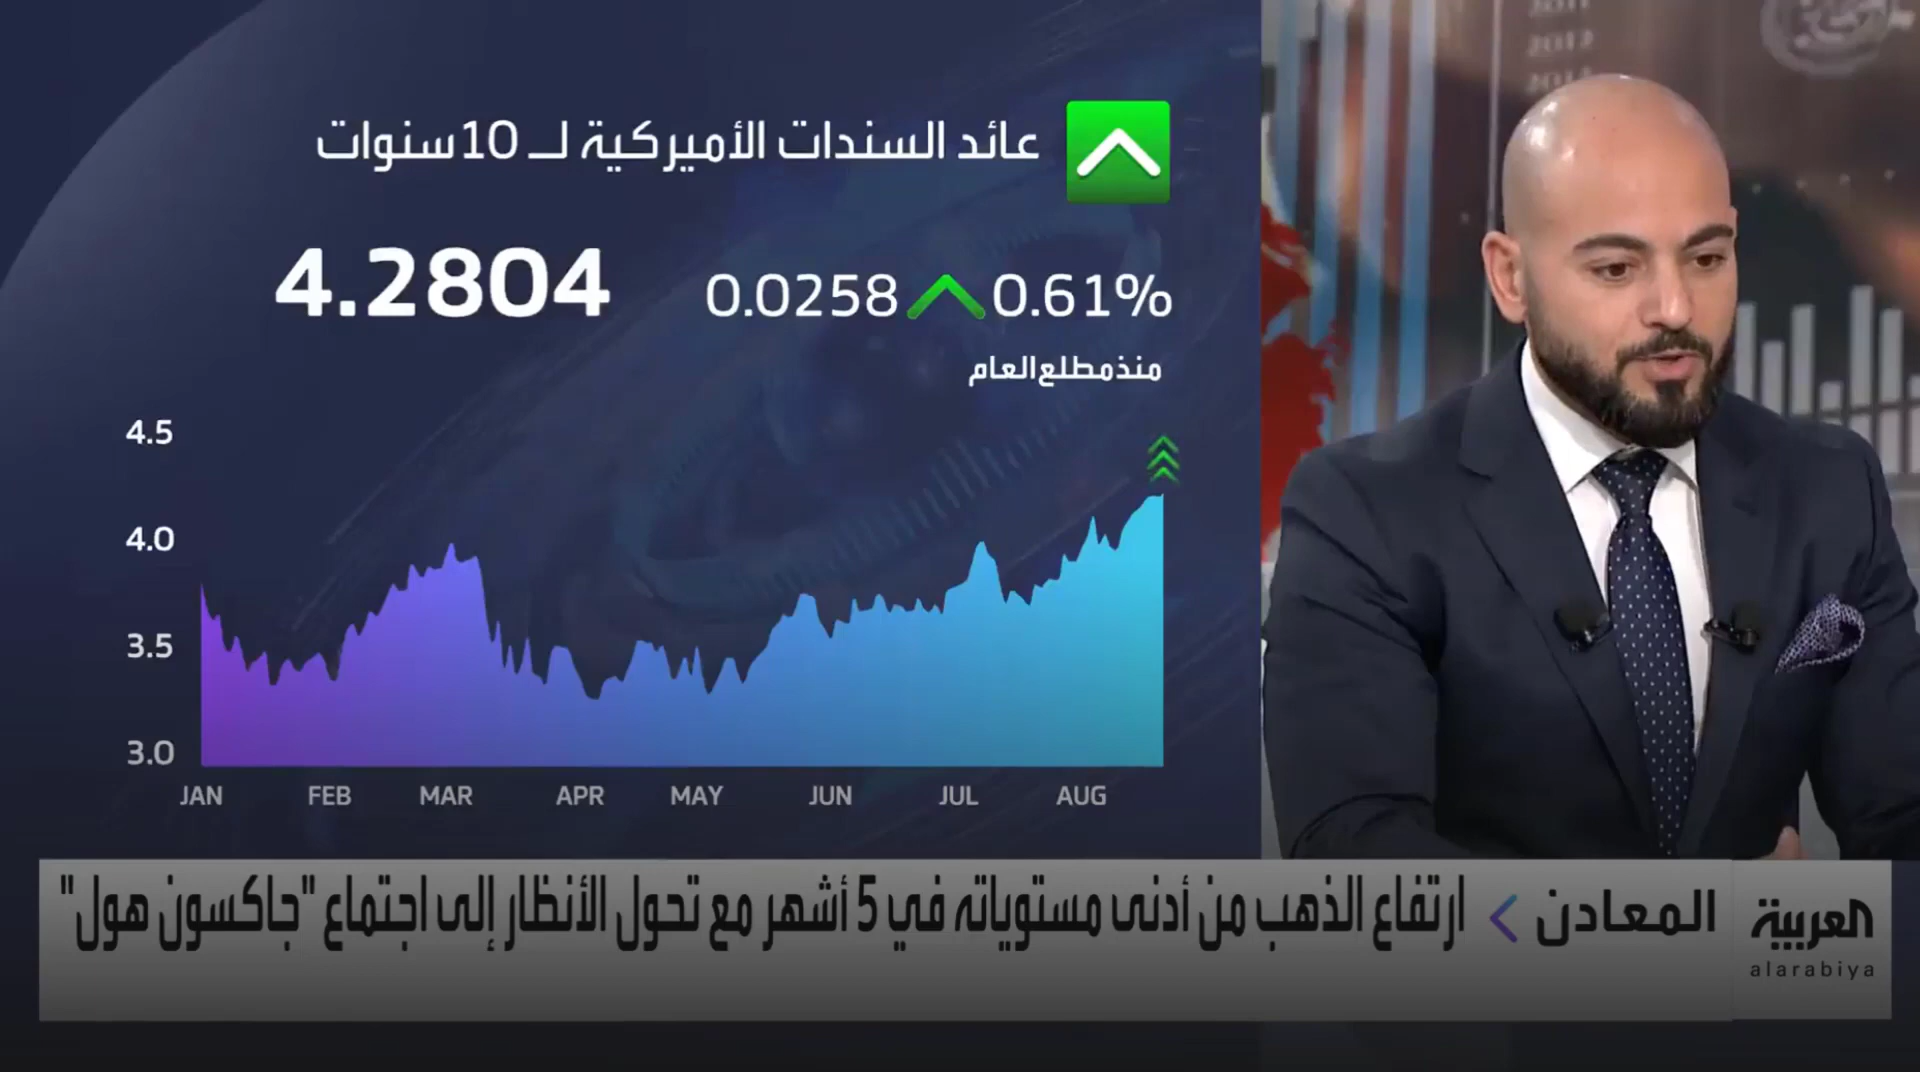 عائد السندات الأميركية لـ 10 سنوات
4.2804
0.0258 0.61%
منذ مطلع العام
4.5
4.0
3.5
3.0
JAN FEB MAR APR MAY JUN JUL AUG
المعادن ارتفاع الذهب من أدنى مستوياته في 5 أشهر مع تحول الأنظار إلى اجتماع "جاكسون هول"
العربية
alarabiya